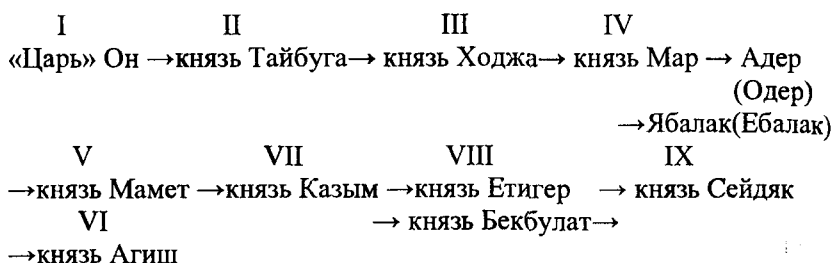 I II III IV
«Царь» Он →князь Тайбуга→ князь Ходжа→ князь Мар → Адер
(Одер)
→Ябалак(Ебалак)
V VII VIII IX
→князь Мамет →князь Казым →князь Етигер → князь Сейдяк
VI → князь Бекбулат→
→князь Агиш